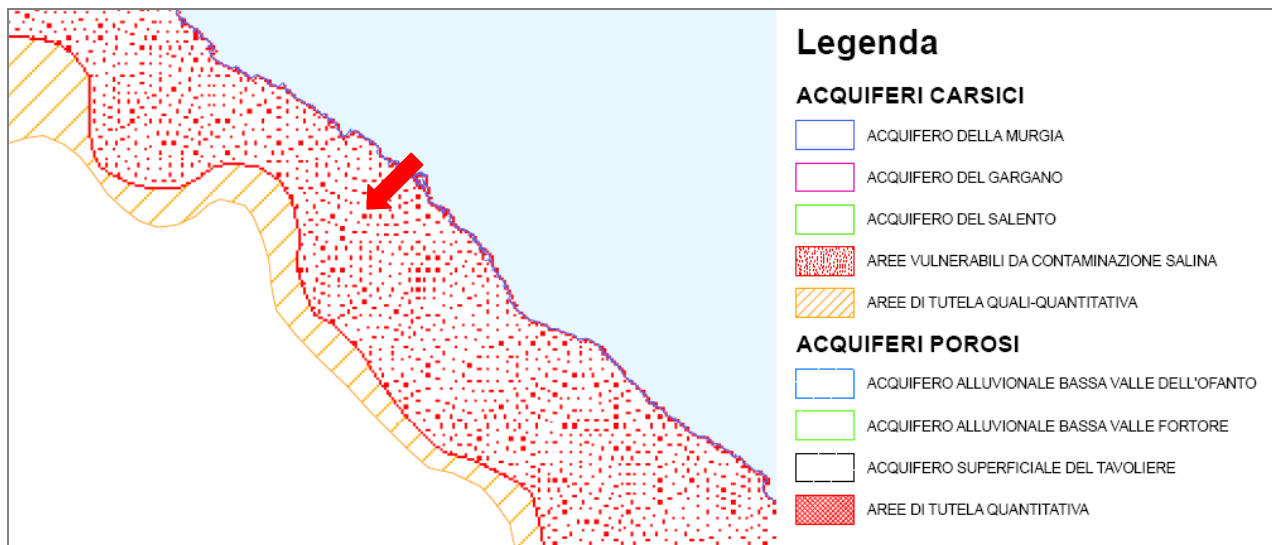 Legenda
ACQUIFERI CARSICI
ACQUIFERO DELLA MURGIA
ACQUIFERO DEL GARGANO
ACQUIFERO DEL SALENTO
AREE VULNERABILI DA CONTAMINAZIONE SALINA
AREE DI TUTELA QUALI-QUANTITATIVA
ACQUIFERI POROSI
ACQUIFERO ALLUVIONALE BASSA VALLE DELL'OFANTO
ACQUIFERO ALLUVIONALE BASSA VALLE FORTORE
ACQUIFERO SUPERFICIALE DEL TAVOLIERE
AREE DI TUTELA QUANTITATIVA